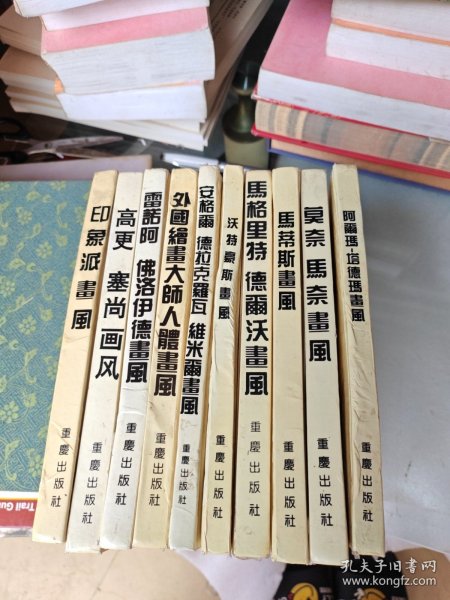 印象派畫風
重慶出版社
高更 塞尚画风
重慶出版社
雷諾阿 佛洛伊德畫風
重慶出版社
外國繪畫大師人體畫風
重慶出版社
安格爾 德拉克羅瓦 維米爾畫風
重慶出版社
沃特豪斯畫風
重慶出版社
馬格里特 德爾沃畫風
重慶出版社
馬蒂斯畫風
重慶出版社
莫奈 馬奈畫風
重慶出版社
阿爾瑪-塔德瑪畫風
重慶出版社
Trail Gu
孔夫子旧书网
www.kongfz.com